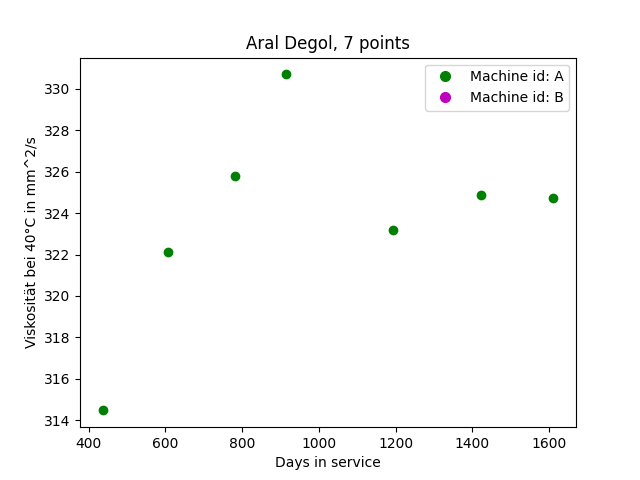 Aral Degol, 7 points
Machine id: A
Machine id: B
Viskosität bei 40°C in mm^2/s
330
328
326
324
322
320
318
316
314
400 600 800 1000 1200 1400 1600
Days in service